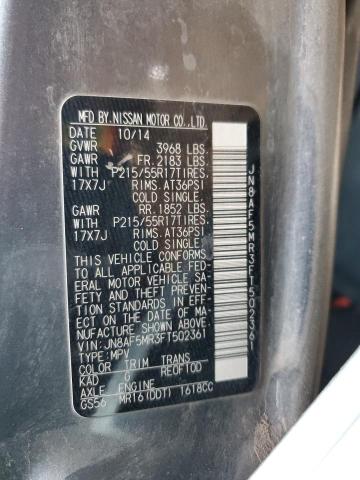 MFD BY NISSAN MOTOR CO.,LTD.
DATE 10/14
GVWR 3968 LBS.
GAWR FR. 2183 LBS.
WITH P215/55R17TIRES,
17X7J RIMS. AT36PSI
COLD SINGLE.
GAWR RR. 1852 LBS.
WITH P215/55R17TIRES,
17X7J RIMS. AT36PSI
COLD SINGLE.
THIS VEHICLE CONFORMS
TO ALL APPLICABLE FED-
ERAL MOTOR VEHICLE SA-
FETY AND THEFT PREVEN-
TION STANDARDS IN EFF-
ECT ON THE DATE OF MA-
NUFACTURE SHOWN ABOVE.
VIN: JN8AF5MR3FT502361
TYPE: MPV
COLOR TRIM TRANS
KAD G RE0F10D
AXLE ENGINE
GS56 MR16(DDT) 1618CC
JN8AF5MR3FT502361